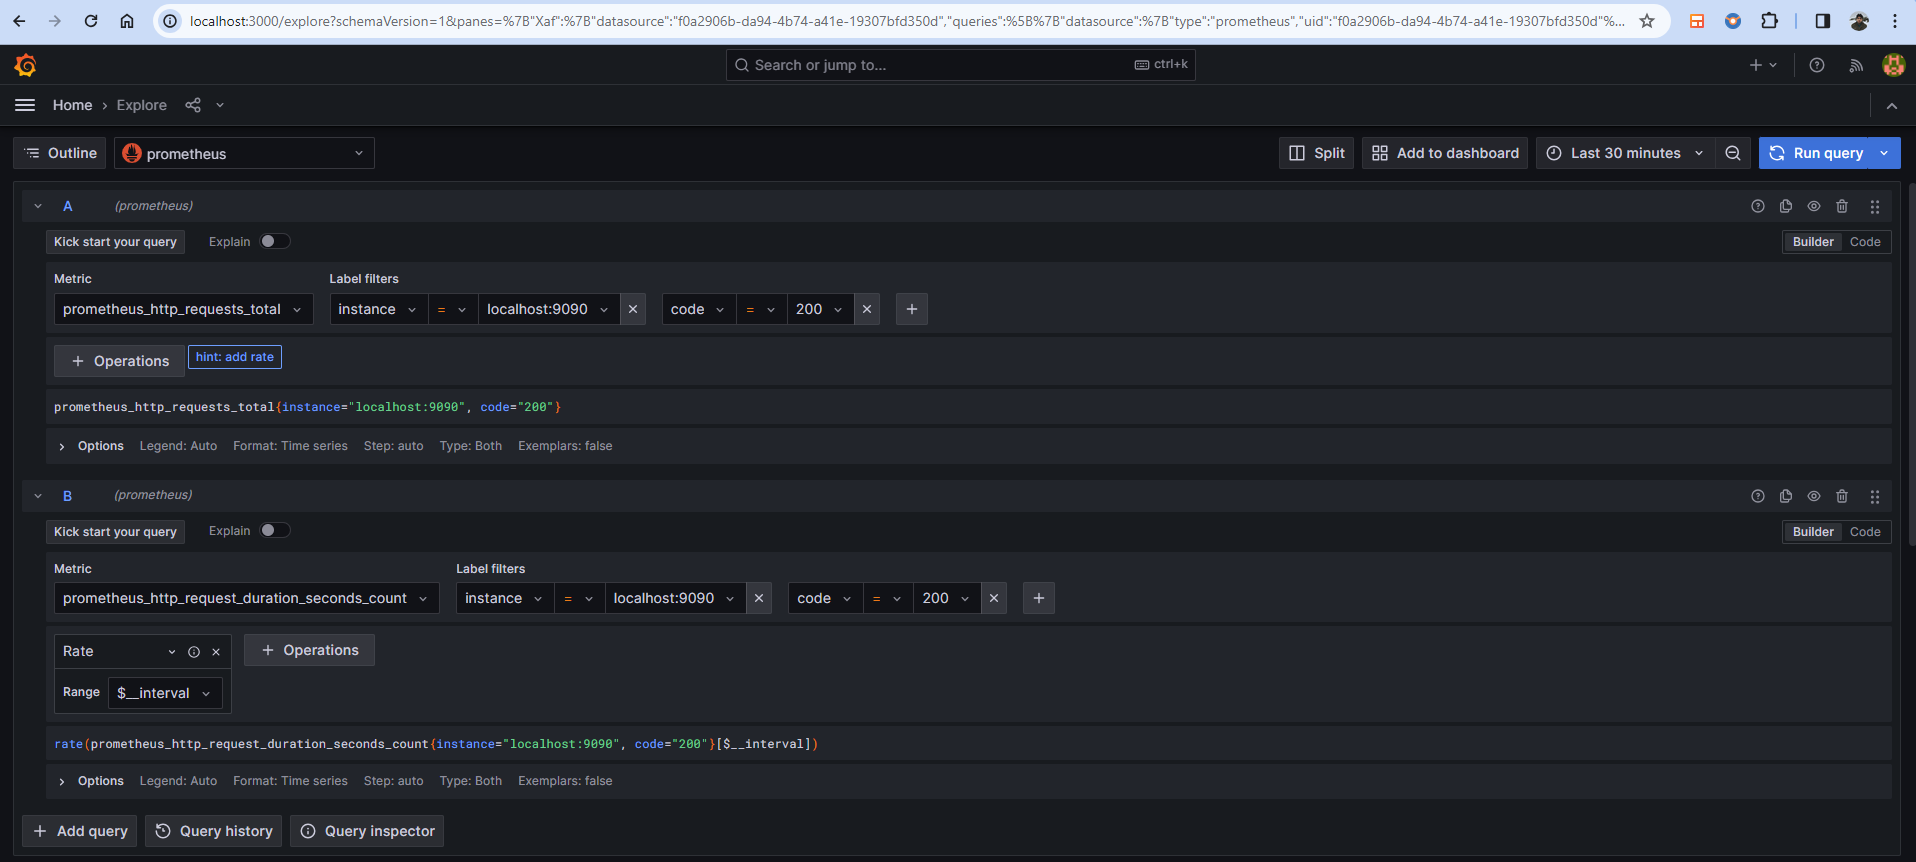 localhost:3000/explore?schemaVersion=1&panes=%7B"Xaf":%7B"datasource":"f0a2906b-da94-4b74-a41e-19307bfd350d","queries":%5B%7B"datasource":%7B"type":"prometheus","uid":"f0a2906b-da94-4b74-a41e-19307bfd350d"%...
Search or jump to... ctrl+k
Home › Explore
Outline prometheus Split Add to dashboard Last 30 minutes Run query
A (prometheus)
Kick start your query Explain Builder Code
Metric Label filters
prometheus_http_requests_total instance = localhost:9090 code = 200
+ Operations hint: add rate
prometheus_http_requests_total{instance="localhost:9090", code="200"}
Options Legend: Auto Format: Time series Step: auto Type: Both Exemplars: false
B (prometheus)
Kick start your query Explain Builder Code
Metric Label filters
prometheus_http_request_duration_seconds_count instance = localhost:9090 code = 200
Rate + Operations
Range $__interval
rate(prometheus_http_request_duration_seconds_count{instance="localhost:9090", code="200"}[$__interval])
Options Legend: Auto Format: Time series Step: auto Type: Both Exemplars: false
+ Add query Query history Query inspector